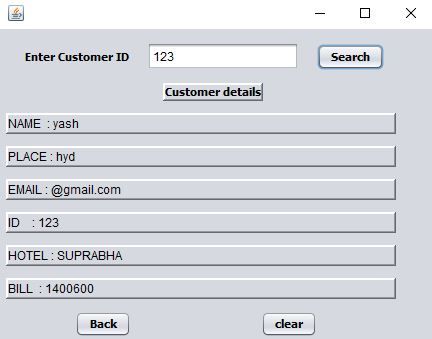 Enter Customer ID 123 Search
Customer details
NAME : yash
PLACE : hyd
EMAIL : @gmail.com
ID : 123
HOTEL : SUPRABHA
BILL : 1400600
Back clear